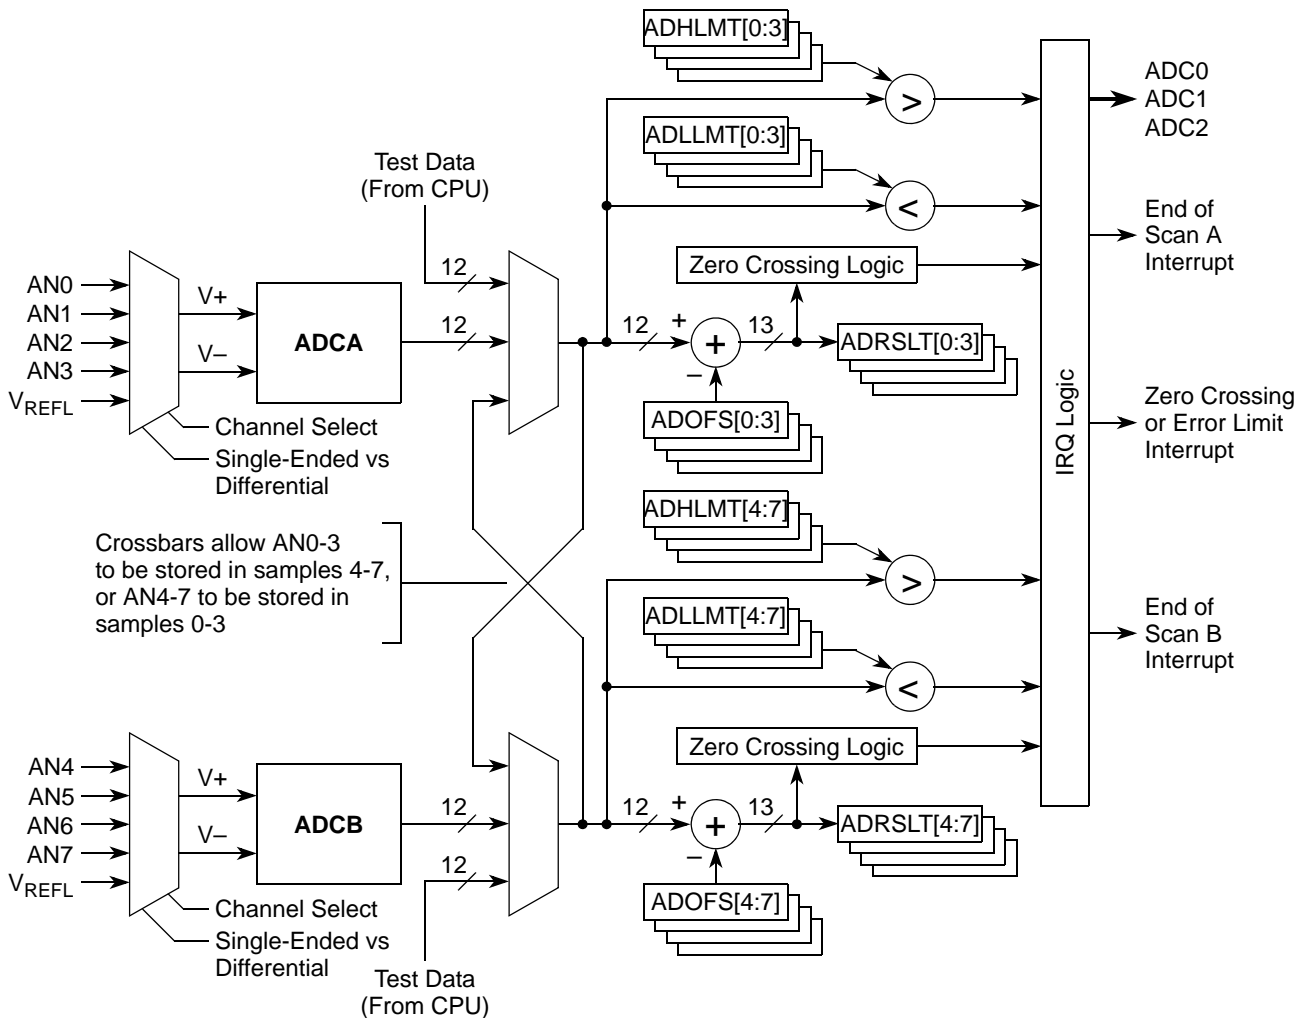 ADHLMT[0:3]
>
ADC0
ADC1
ADC2
ADLLMT[0:3]
<
Test Data
(From CPU)
End of
Scan A
Interrupt
Zero Crossing Logic
12
AN0
AN1
AN2
AN3
VREFL
V+
V–
ADCA
12
12
+
+
–
13
ADRSLT[0:3]
ADOFS[0:3]
Channel Select
Single-Ended vs
Differential
IRQ Logic
Zero Crossing
or Error Limit
Interrupt
ADHLMT[4:7]
>
Crossbars allow AN0-3
to be stored in samples 4-7,
or AN4-7 to be stored in
samples 0-3
ADLLMT[4:7]
<
End of
Scan B
Interrupt
Zero Crossing Logic
AN4
AN5
AN6
AN7
VREFL
V+
V–
ADCB
12
12
12
+
+
–
13
ADRSLT[4:7]
ADOFS[4:7]
Channel Select
Single-Ended vs
Differential
Test Data
(From CPU)